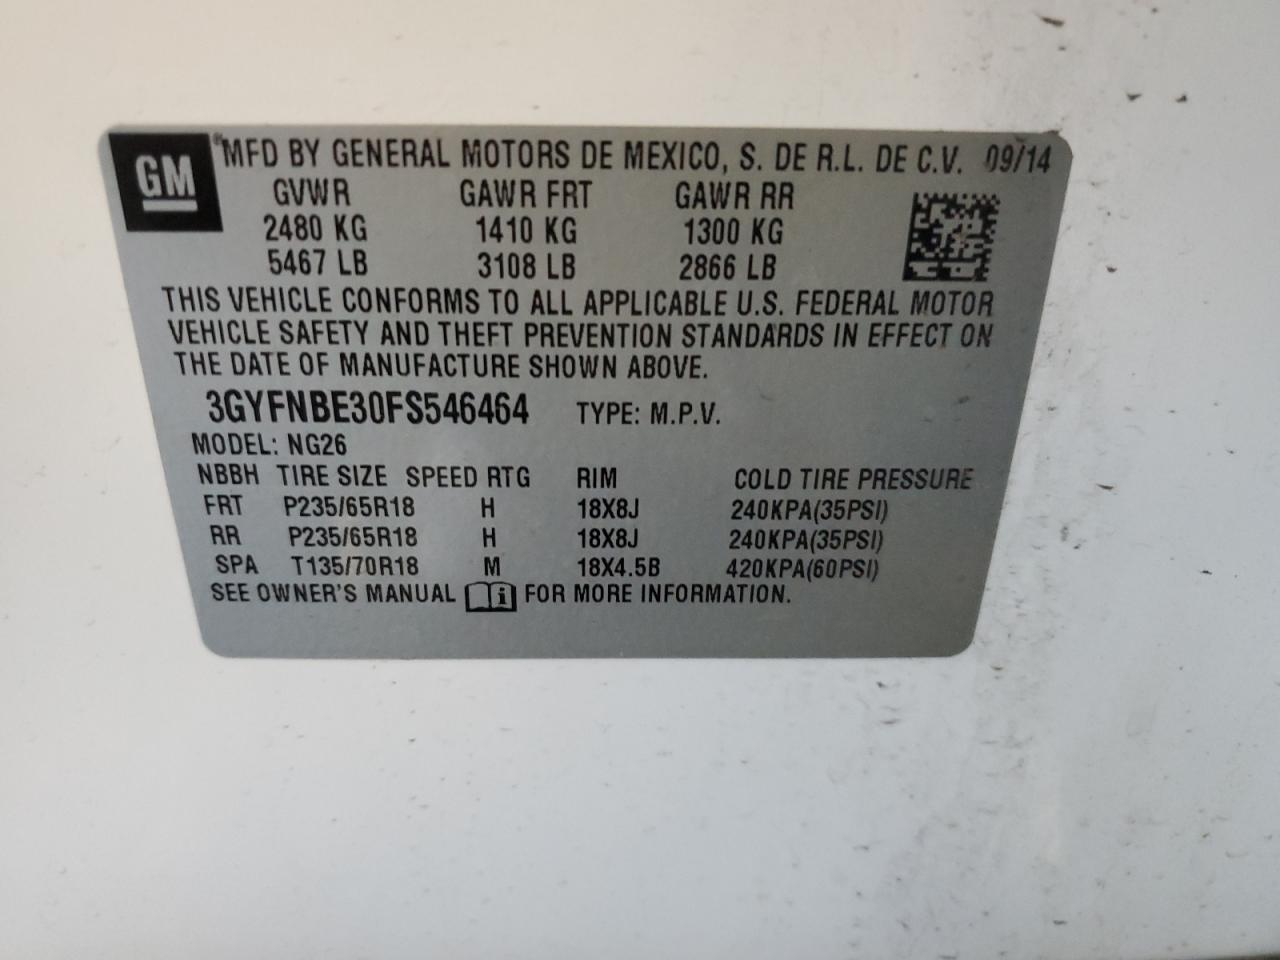 GM ® MFD BY GENERAL MOTORS DE MEXICO, S. DE R.L. DE C.V. 09/14
GVWR GAWR FRT GAWR RR
2480 KG 1410 KG 1300 KG
5467 LB 3108 LB 2866 LB
THIS VEHICLE CONFORMS TO ALL APPLICABLE U.S. FEDERAL MOTOR
VEHICLE SAFETY AND THEFT PREVENTION STANDARDS IN EFFECT ON
THE DATE OF MANUFACTURE SHOWN ABOVE.
3GYFNBE30FS546464 TYPE: M.P.V.
MODEL: NG26
NBBH TIRE SIZE SPEED RTG RIM COLD TIRE PRESSURE
FRT P235/65R18 H 18X8J 240KPA(35PSI)
RR P235/65R18 H 18X8J 240KPA(35PSI)
SPA T135/70R18 M 18X4.5B 420KPA(60PSI)
SEE OWNER'S MANUAL i FOR MORE INFORMATION.